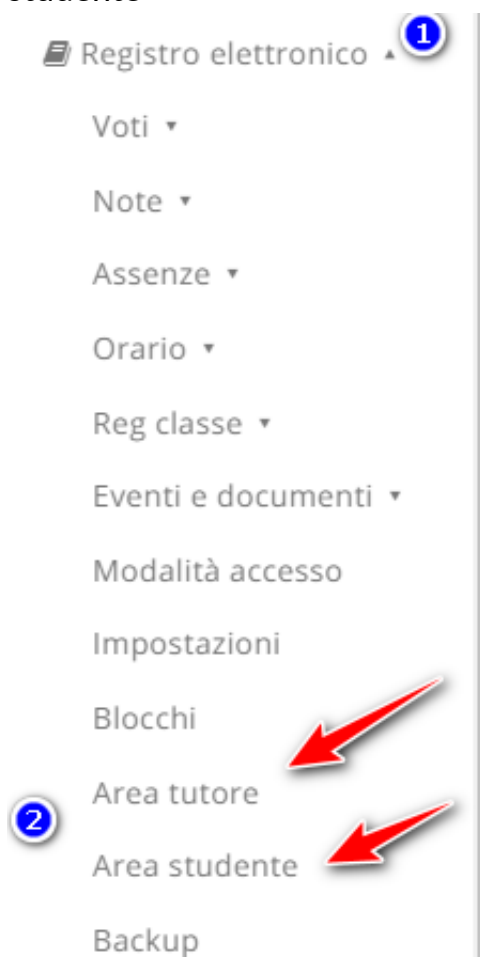 Registro elettronico ▴ 1
Voti ▾
Note ▾
Assenze ▾
Orario ▾
Reg classe ▾
Eventi e documenti ▾
Modalità accesso
Impostazioni
Blocchi
Area tutore
2
Area studente
Backup